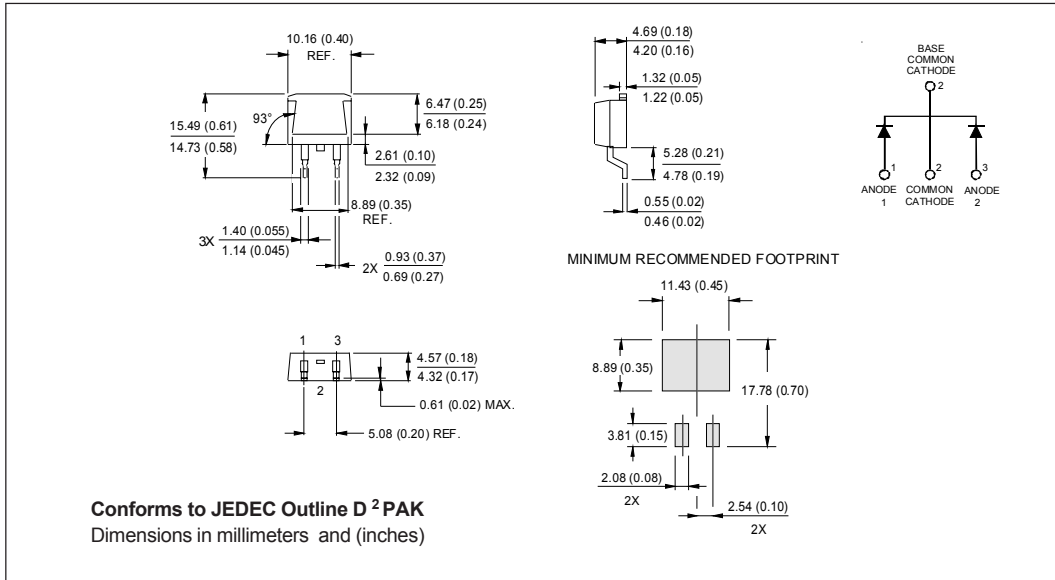 10.16 (0.40)
REF.
93°
15.49 (0.61)
14.73 (0.58)
6.47 (0.25)
6.18 (0.24)
2.61 (0.10)
2.32 (0.09)
8.89 (0.35)
REF.
3X
1.40 (0.055)
1.14 (0.045)
2X
0.93 (0.37)
0.69 (0.27)
4.69 (0.18)
4.20 (0.16)
1.32 (0.05)
1.22 (0.05)
5.28 (0.21)
4.78 (0.19)
0.55 (0.02)
0.46 (0.02)
BASE
COMMON
CATHODE
2
1
2
3
ANODE
1
COMMON
CATHODE
ANODE
2
1
3
2
4.57 (0.18)
4.32 (0.17)
0.61 (0.02) MAX.
5.08 (0.20) REF.
MINIMUM RECOMMENDED FOOTPRINT
11.43 (0.45)
8.89 (0.35)
17.78 (0.70)
3.81 (0.15)
2.08 (0.08)
2X
2.54 (0.10)
2X
Conforms to JEDEC Outline D 2 PAK
Dimensions in millimeters and (inches)